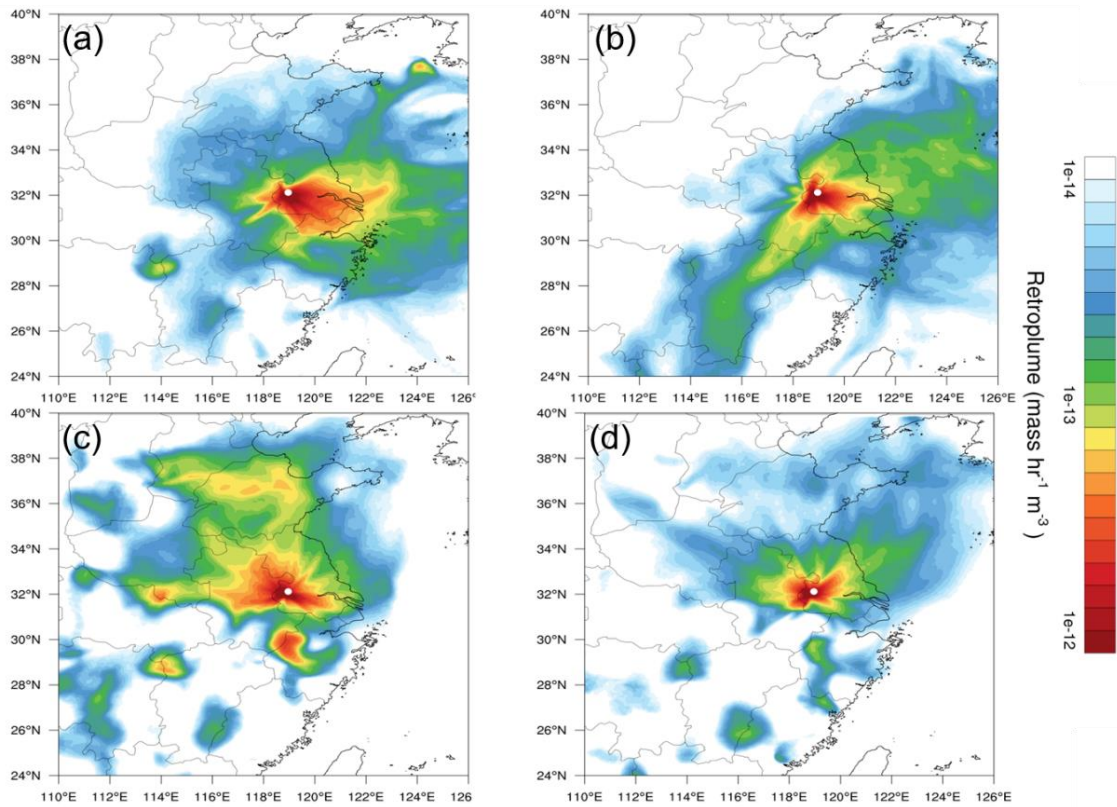 (a)
40°N
38°N
36°N
34°N
32°N
30°N
28°N
26°N
24°N
110°E 112°E 114°E 116°E 118°E 120°E 122°E 124°E 126°
(b)
40°N
38°N
36°N
34°N
32°N
30°N
28°N
26°N
24°N
110°E 112°E 114°E 116°E 118°E 120°E 122°E 124°E 126°E
(c)
40°N
38°N
36°N
34°N
32°N
30°N
28°N
26°N
24°N
110°E 112°E 114°E 116°E 118°E 120°E 122°E 124°E 126°
(d)
40°N
38°N
36°N
34°N
32°N
30°N
28°N
26°N
24°N
110°E 112°E 114°E 116°E 118°E 120°E 122°E 124°E 126°E
Retroplume (mass hr⁻¹ m⁻³ )
1e-14
1e-13
1e-12